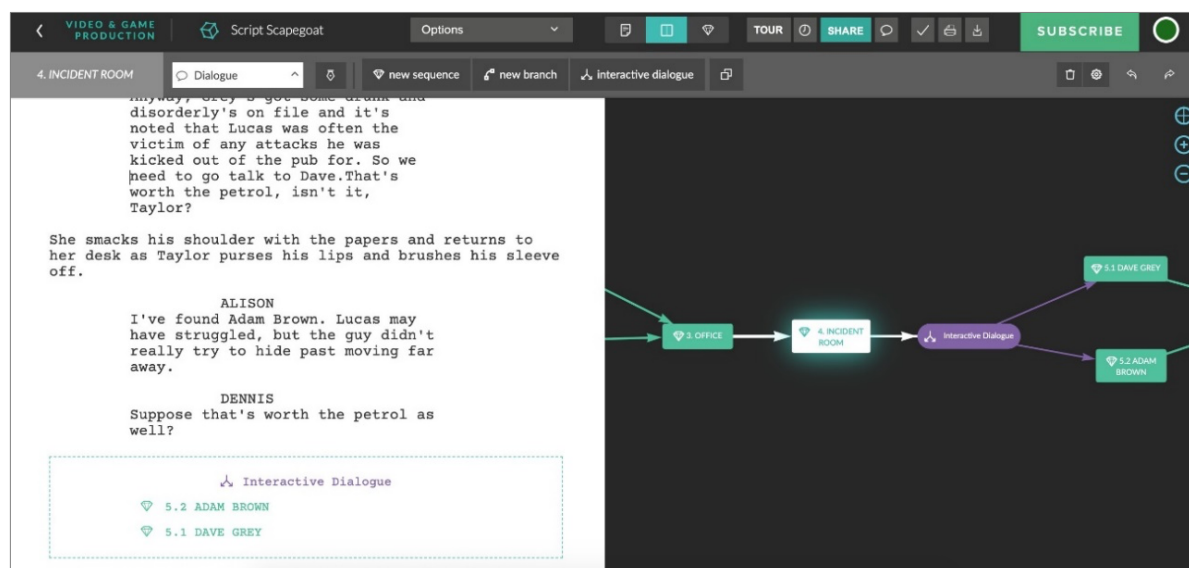 VIDEO & GAME
PRODUCTION
Script Scapegoat
Options
TOUR
SHARE
SUBSCRIBE
4. INCIDENT ROOM
Dialogue
new sequence
new branch
interactive dialogue
Anyway, Grey's got some drunk and
disorderly's on file and it's
noted that Lucas was often the
victim of any attacks he was
kicked out of the pub for. So we
need to go talk to Dave.That's
worth the petrol, isn't it,
Taylor?
She smacks his shoulder with the papers and returns to
her desk as Taylor purses his lips and brushes his sleeve
off.
ALISON
I've found Adam Brown. Lucas may
have struggled, but the guy didn't
really try to hide past moving far
away.
DENNIS
Suppose that's worth the petrol as
well?
Interactive Dialogue
5.2 ADAM BROWN
5.1 DAVE GREY
3. OFFICE
4. INCIDENT
ROOM
Interactive Dialogue
5.1 DAVE GREY
5.2 ADAM
BROWN